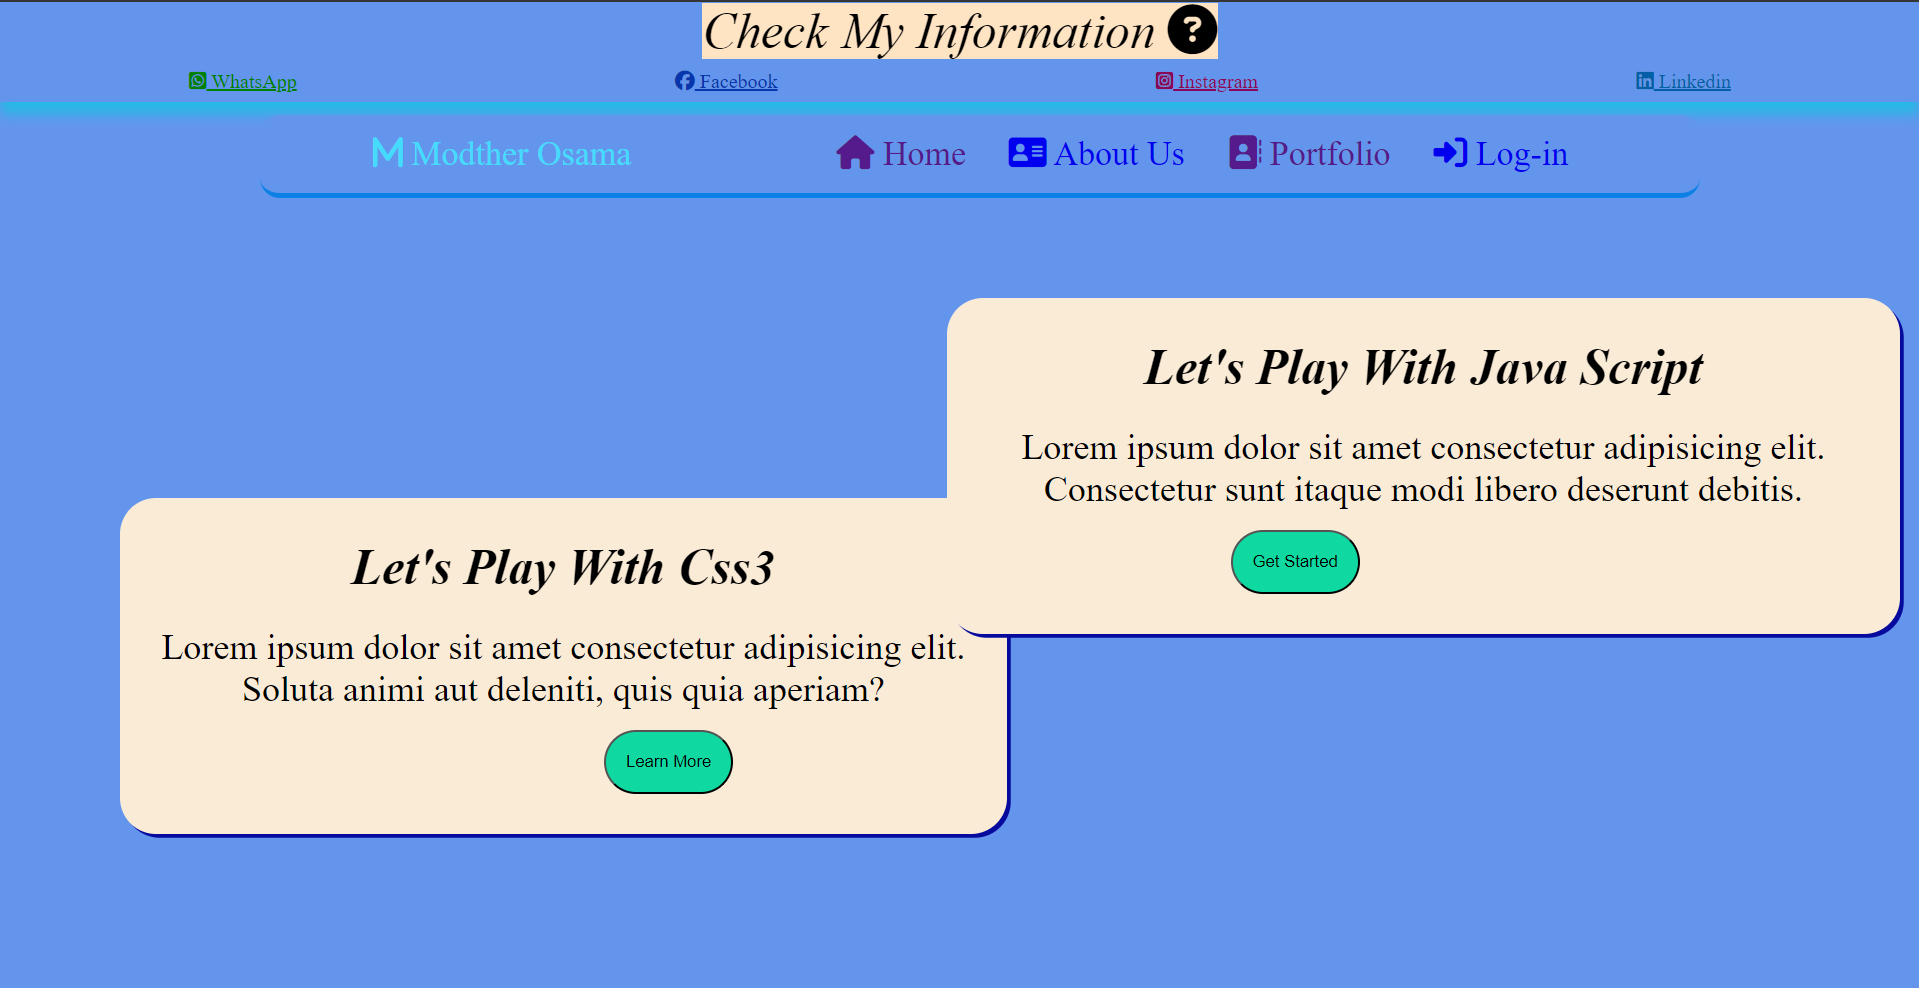 Check My Information
WhatsApp
Facebook
Instagram
Linkedin
Modther Osama
Home
About Us
Portfolio
Log-in
Let's Play With Java Script
Lorem ipsum dolor sit amet consectetur adipisicing elit.
Consectetur sunt itaque modi libero deserunt debitis.
Get Started
Let's Play With Css3
Lorem ipsum dolor sit amet consectetur adipisicing elit.
Soluta animi aut deleniti, quis quia aperiam?
Learn More